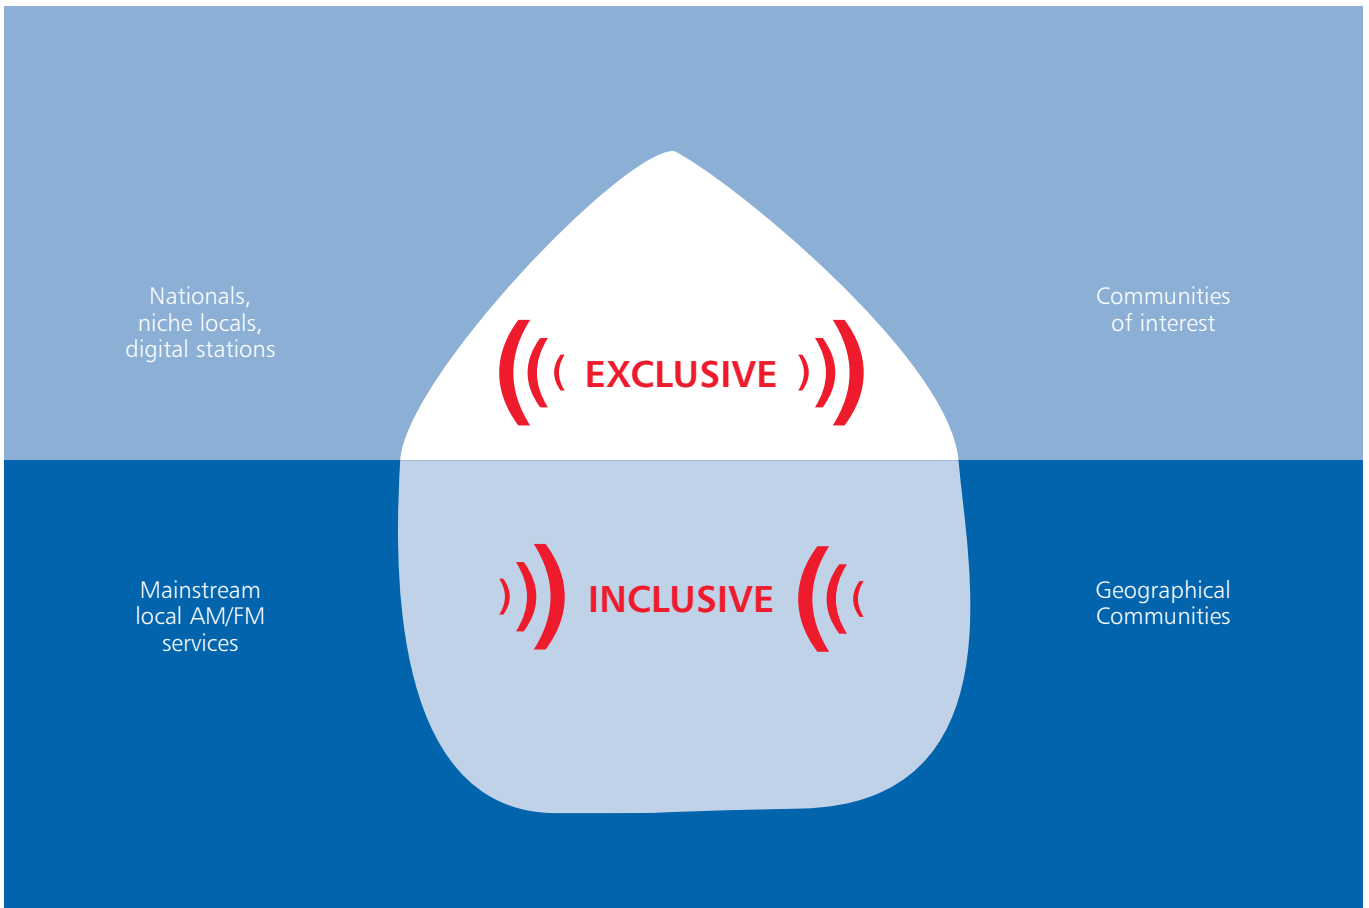 Nationals,
niche locals,
digital stations
EXCLUSIVE
Communities
of interest
Mainstream
local AM/FM
services
INCLUSIVE
Geographical
Communities